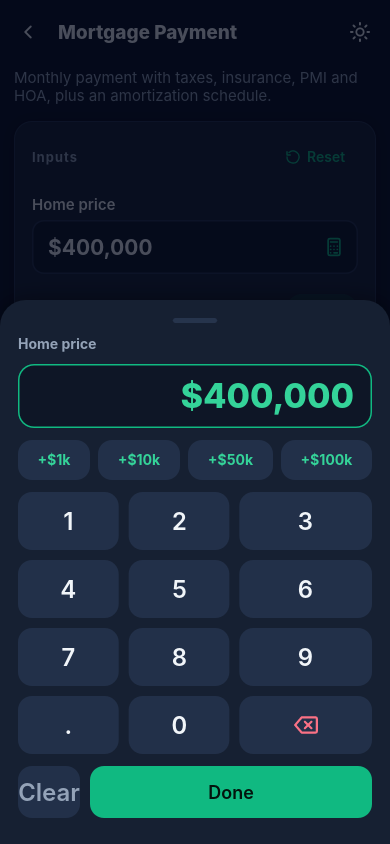 Mortgage Payment
Monthly payment with taxes, insurance, PMI and
HOA, plus an amortization schedule.
Inputs
Reset
Home price
$400,000
Home price
$400,000
+$1k +$10k +$50k +$100k
1 2 3
4 5 6
7 8 9
. 0
Clear Done